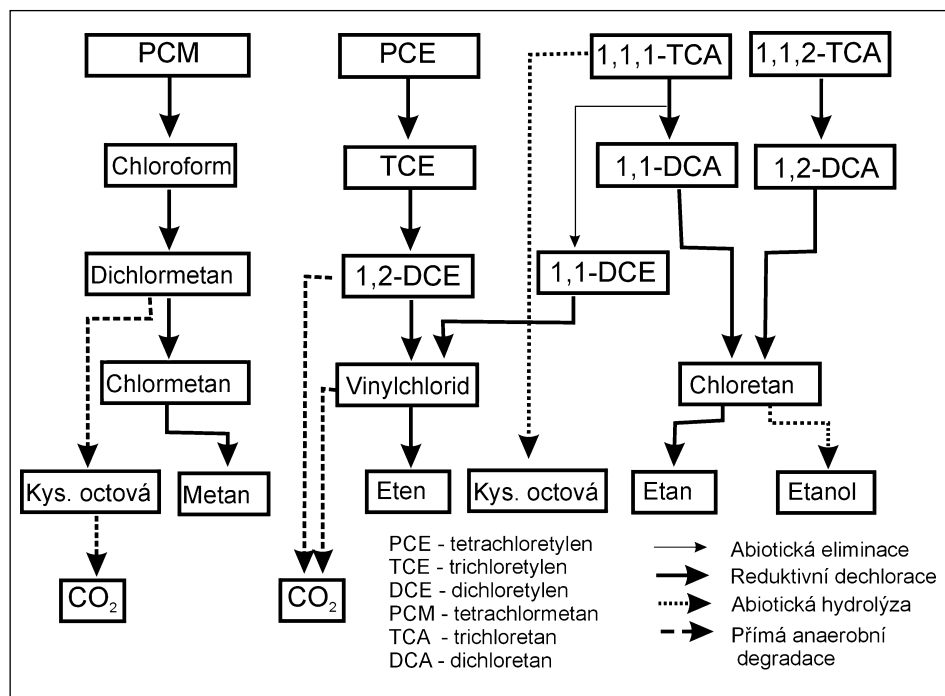 PCM
PCE
1,1,1-TCA
1,1,2-TCA
Chloroform
TCE
1,1-DCA
1,2-DCA
Dichlormetan
1,2-DCE
1,1-DCE
Chlormetan
Vinylchlorid
Chloretan
Kys. octová
Metan
Eten
Kys. octová
Etan
Etanol
CO₂
CO₂
PCE - tetrachloretylen
TCE - trichloretylen
DCE - dichloretylen
PCM - tetrachlormetan
TCA - trichloretan
DCA - dichloretan
Abiotická eliminace
Reduktivní dechlorace
Abiotická hydrolýza
Přímá anaerobní
degradace